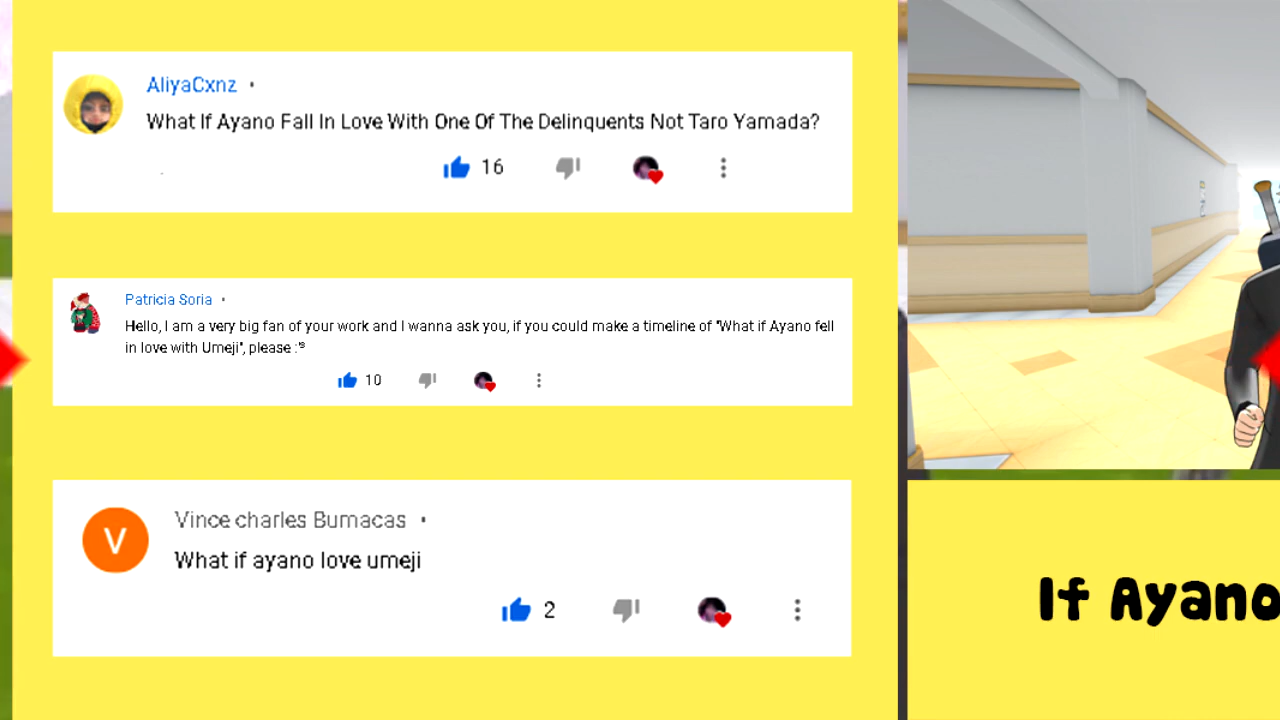 AliyaCxnz •
What If Ayano Fall In Love With One Of The Delinquents Not Taro Yamada?
16
Patricia Soria •
Hello, I am a very big fan of your work and I wanna ask you, if you could make a timeline of "What if Ayano fell
in love with Umeji", please :'³
10
V
Vince charles Bumacas •
What if ayano love umeji
2
If Ayano